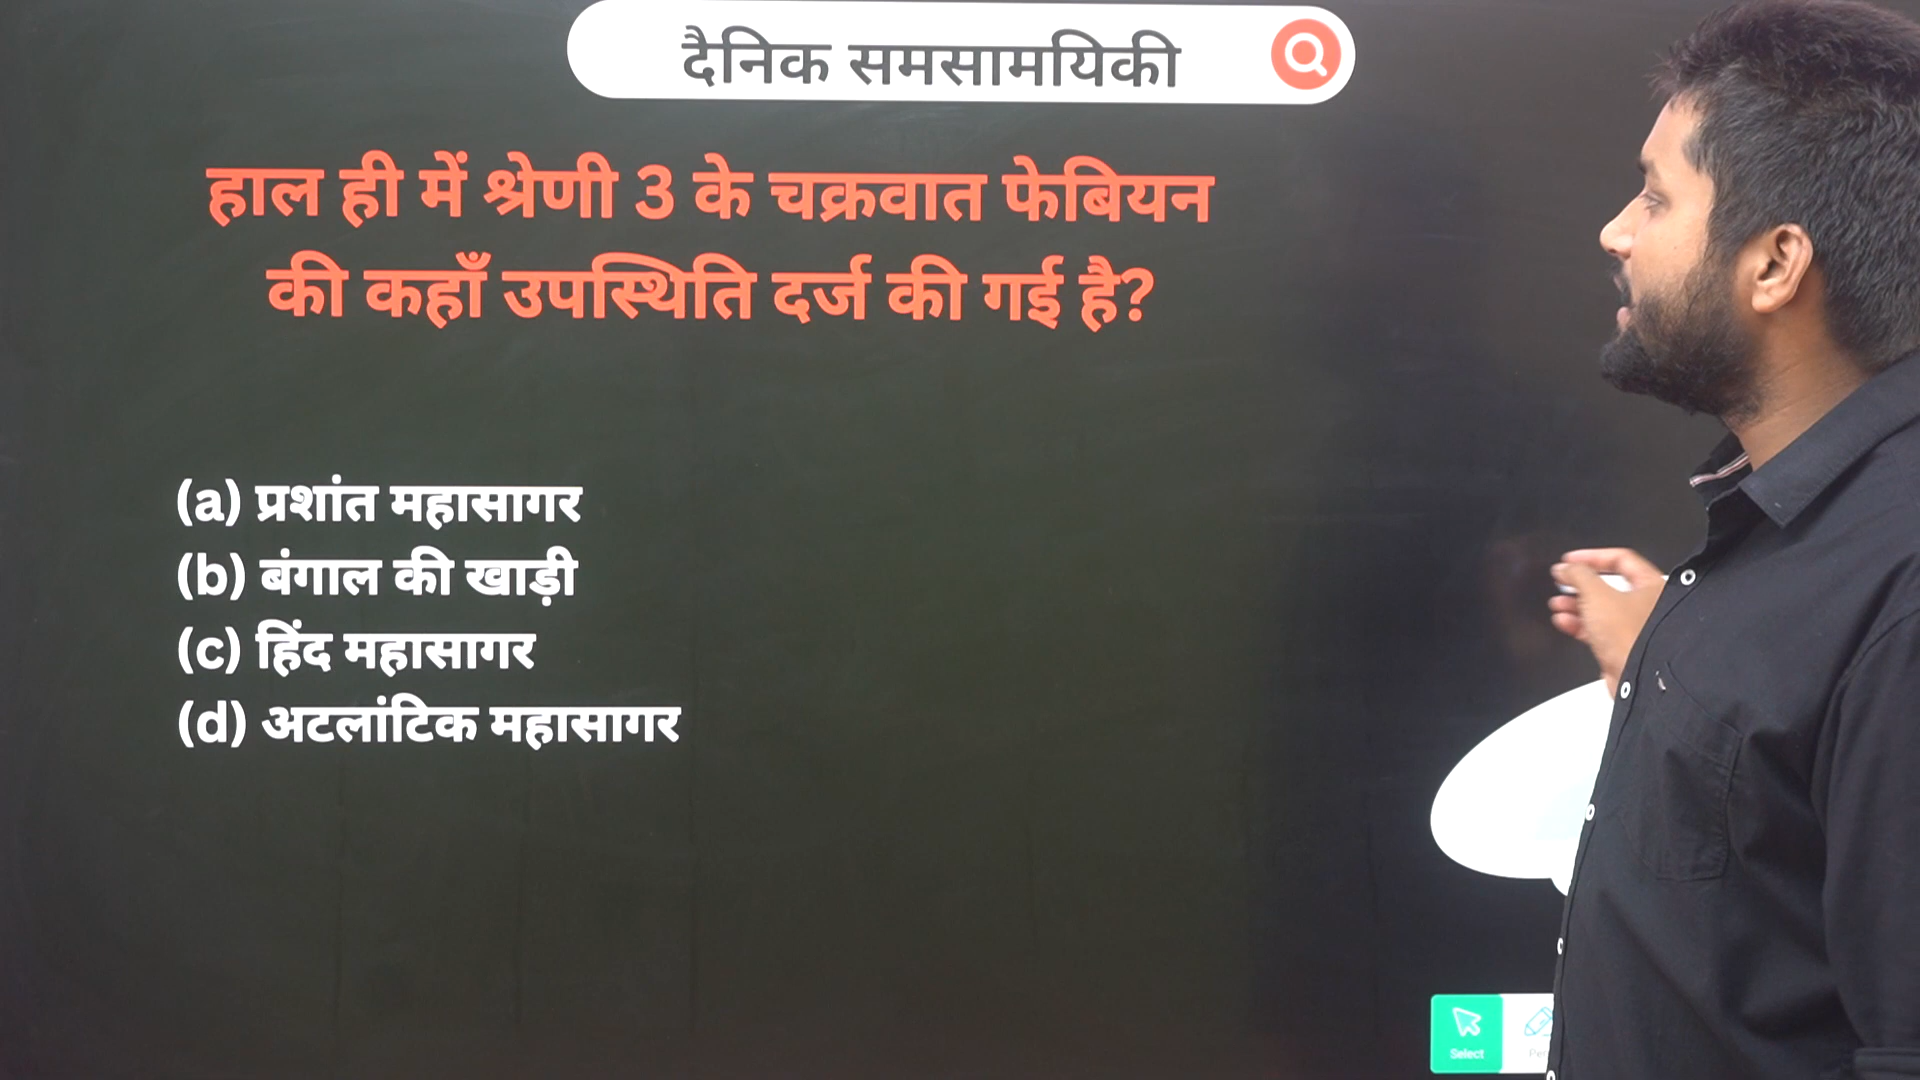 दैनिक समसामयिकी
हाल ही में श्रेणी 3 के चक्रवात फेबियन
की कहाँ उपस्थिति दर्ज की गई है?
(a) प्रशांत महासागर
(b) बंगाल की खाड़ी
(c) हिंद महासागर
(d) अटलांटिक महासागर
Select